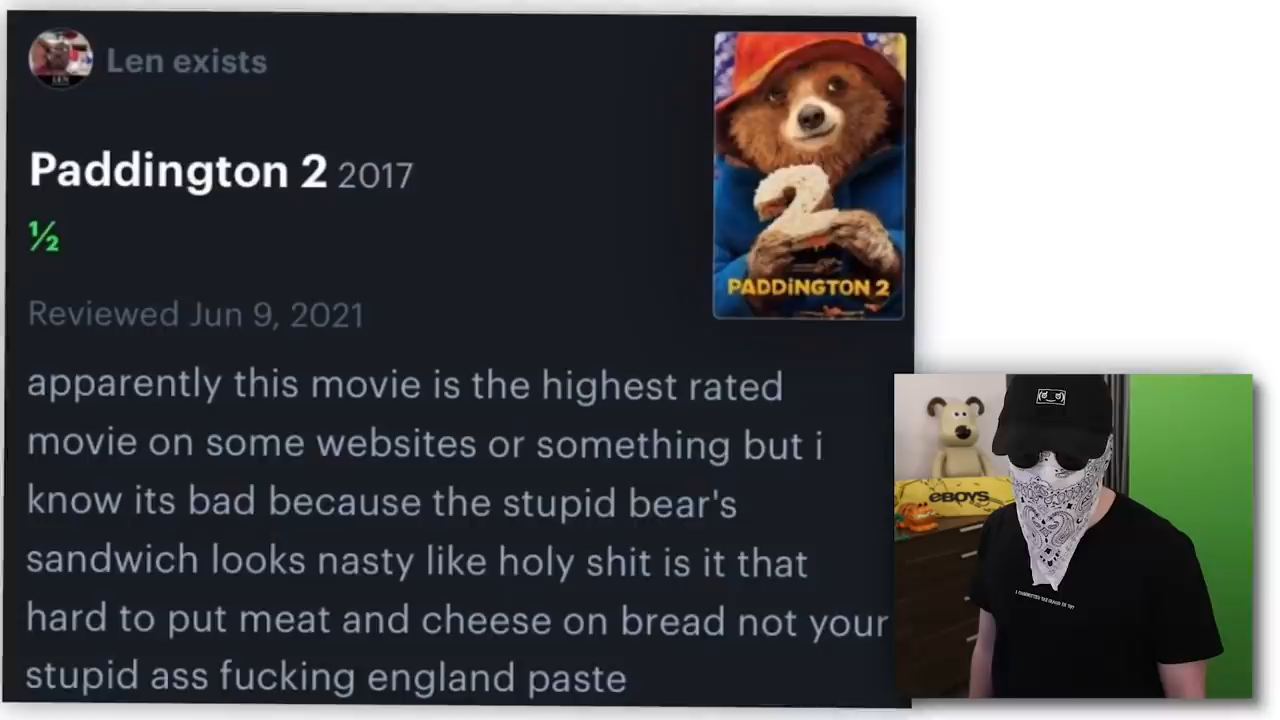 Len exists
Paddington 2 2017
½
Reviewed Jun 9, 2021
apparently this movie is the highest rated
movie on some websites or something but i
know its bad because the stupid bear's
sandwich looks nasty like holy shit is it that
hard to put meat and cheese on bread not your
stupid ass fucking england paste
2
PADDiNGTON 2
eBOYS